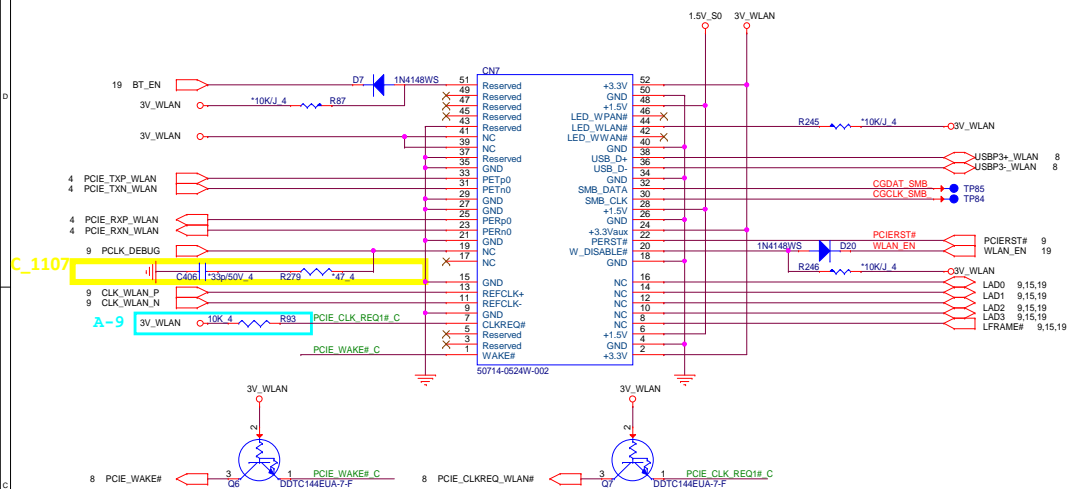 1.5V_S0 3V_WLAN
CN7
D
19 BT_EN D7 1N4148WS 51 Reserved +3.3V 52
49 Reserved GND 50
3V_WLAN *10K/J_4 R87 47 Reserved +1.5V 48
45 Reserved LED_WPAN# 46
43 Reserved LED_WLAN# 44 R245 *10K/J_4 3V_WLAN
3V_WLAN 41 NC LED_WWAN# 42
39 NC GND 40
37 Reserved USB_D+ 38 USBP3+_WLAN 8
35 GND USB_D- 36 USBP3-_WLAN 8
4 PCIE_TXP_WLAN 33 PETp0 GND 34
4 PCIE_TXN_WLAN 31 PETn0 SMB_DATA 32 CGDAT_SMB_ TP85
29 GND SMB_CLK 30 CGCLK_SMB_ TP84
27 GND +1.5V 28
4 PCIE_RXP_WLAN 25 PERp0 GND 26
4 PCIE_RXN_WLAN 23 PERn0 +3.3Vaux 24
21 GND PERST# 22 PCIERST# PCIERST# 9
9 PCLK_DEBUG 19 NC W_DISABLE# 20 1N4148WS D20 WLAN_EN WLAN_EN 19
17 NC GND 18
C_1107 C406 *33p/50V_4 R279 *47_4 R246 *10K/J_4 3V_WLAN
15 GND NC 16 LAD0 9,15,19
9 CLK_WLAN_P 13 REFCLK+ NC 14 LAD1 9,15,19
9 CLK_WLAN_N 11 REFCLK- NC 12 LAD2 9,15,19
9 GND NC 10 LAD3 9,15,19
A-9 3V_WLAN 10K_4 R93 PCIE_CLK_REQ1#_C 7 CLKREQ# NC 8 LFRAME# 9,15,19
5 Reserved +1.5V 6
3 Reserved GND 4
PCIE_WAKE#_C 1 WAKE# +3.3V 2
50714-0524W-002
3V_WLAN 3V_WLAN
2 2
8 PCIE_WAKE# 3 1 PCIE_WAKE#_C 8 PCIE_CLKREQ_WLAN# 3 1 PCIE_CLK_REQ1#_C
Q6 DDTC144EUA-7-F Q7 DDTC144EUA-7-F
C